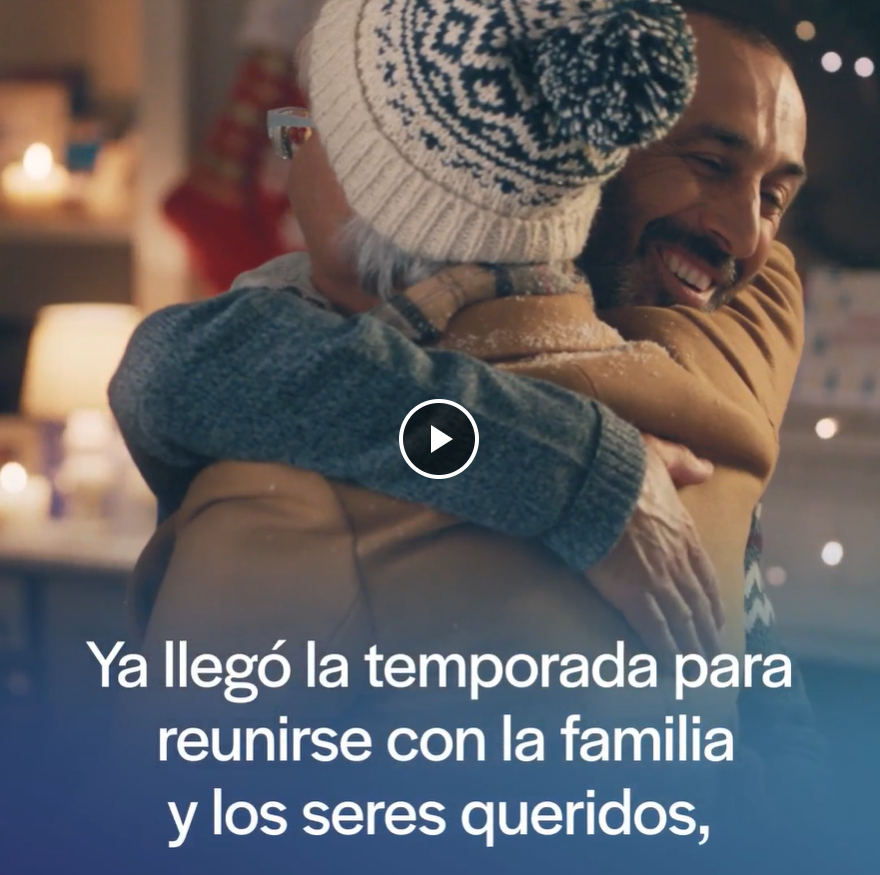 Ya llegó la temporada para
reunirse con la familia
y los seres queridos,